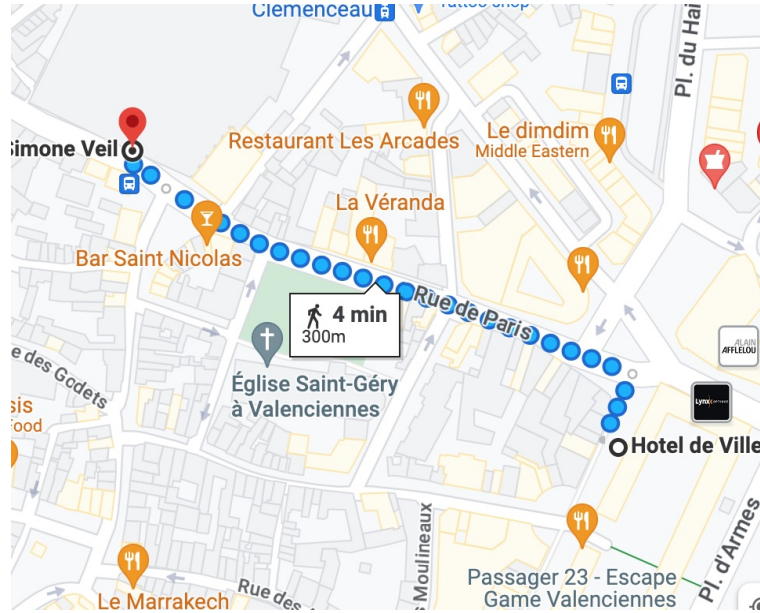 Clemenceau
Pl. du Hai
Simone Veil
Restaurant Les Arcades
Le dimdim
Middle Eastern
La Véranda
Bar Saint Nicolas
Rue de Paris
4 min
300m
ALAIN
AFFLELOU
Lynx
e des Godets
Église Saint-Géry
à Valenciennes
sis
Food
Hotel de Ville
s Moulineaux
Pl. d'Armes
Passager 23 - Escape
Game Valenciennes
Le Marrakech
Rue des